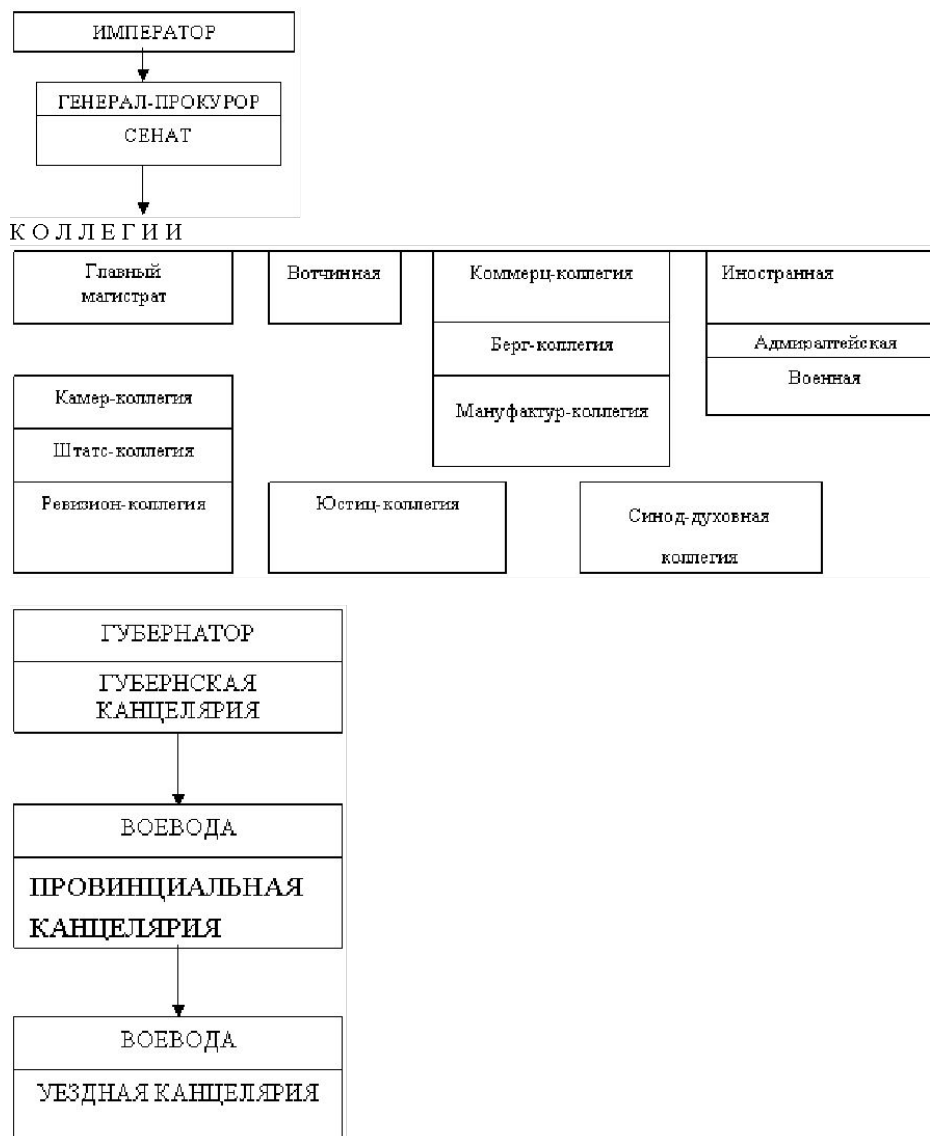 ИМПЕРАТОР
ГЕНЕРАЛ-ПРОКУРОР
СЕНАТ
К О Л Л Е Г И И
Главный
магистрат
Вотчинная
Коммерц-коллегия
Иностранная
Берг-коллегия
Адмиралтейская
Военная
Камер-коллегия
Мануфактур-коллегия
Штатс-коллегия
Ревизион-коллегия
Юстиц-коллегия
Синод-духовная
коллегия
ГУБЕРНАТОР
ГУБЕРНСКАЯ
КАНЦЕЛЯРИЯ
ВОЕВОДА
ПРОВИНЦИАЛЬНАЯ
КАНЦЕЛЯРИЯ
ВОЕВОДА
УЕЗДНАЯ КАНЦЕЛЯРИЯ